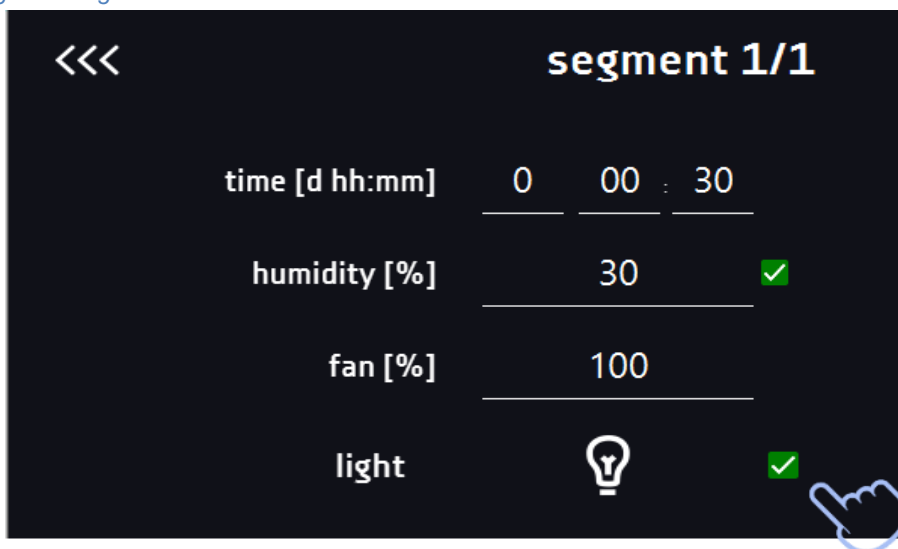 <<< segment 1/1
time [d hh:mm] 0 00 : 30
humidity [%] 30
fan [%] 100
light